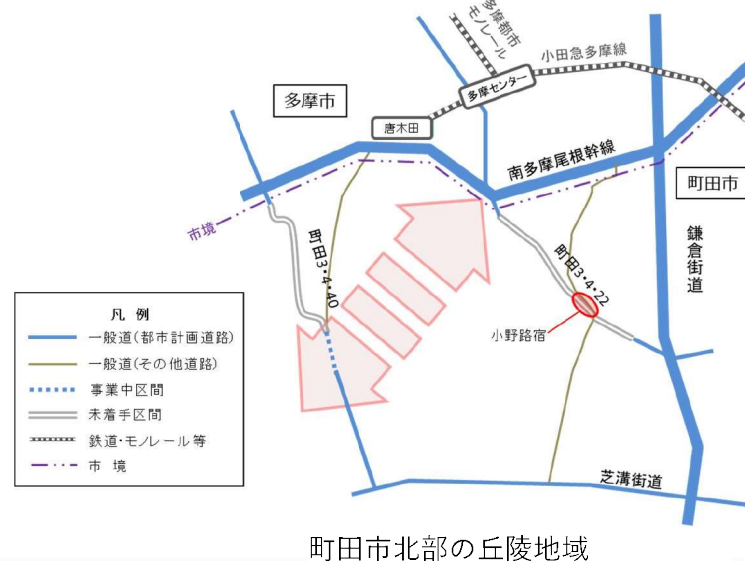 多摩都市
モノレール
小田急多摩線
多摩センター
多摩市
唐木田
南多摩尾根幹線
町田市
市境
町田3・4・40
町田3・4・22
鎌倉街道
小野路宿
凡 例
一般道(都市計画道路)
一般道(その他道路)
事業中区間
未着手区間
鉄道・モノレール等
市 境
芝溝街道
町田市北部の丘陵地域